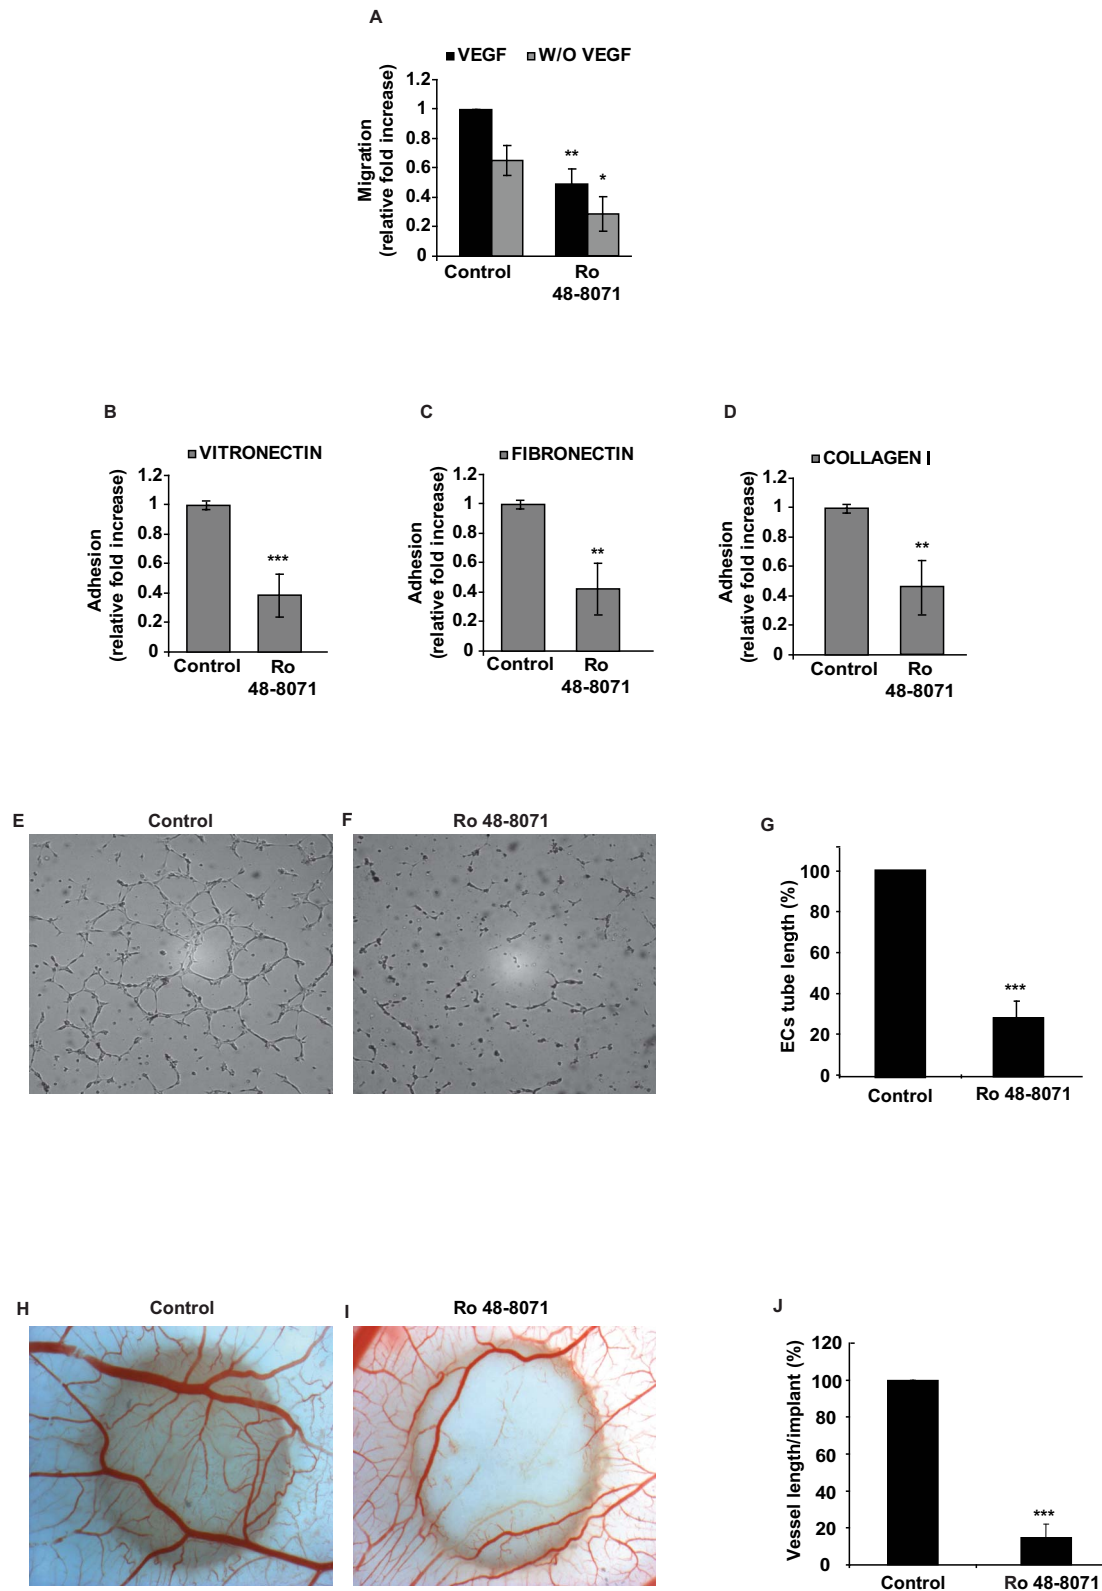 A
VEGF W/O VEGF
Migration
(relative fold increase)
1.2
1
0.8
0.6
0.4
0.2
0
**
*
Control Ro
48-8071
B
VITRONECTIN
Adhesion
(relative fold increase)
1.2
1
0.8
0.6
0.4
0.2
0
***
Control Ro
48-8071
C
FIBRONECTIN
Adhesion
(relative fold increase)
1.2
1
0.8
0.6
0.4
0.2
0
**
Control Ro
48-8071
D
COLLAGEN I
Adhesion
(relative fold increase)
1.2
1
0.8
0.6
0.4
0.2
0
**
Control Ro
48-8071
E Control
F Ro 48-8071
G
ECs tube length (%)
100
80
60
40
20
0
***
Control Ro 48-8071
H Control
I Ro 48-8071
J
Vessel length/implant (%)
120
100
80
60
40
20
0
***
Control Ro 48-8071